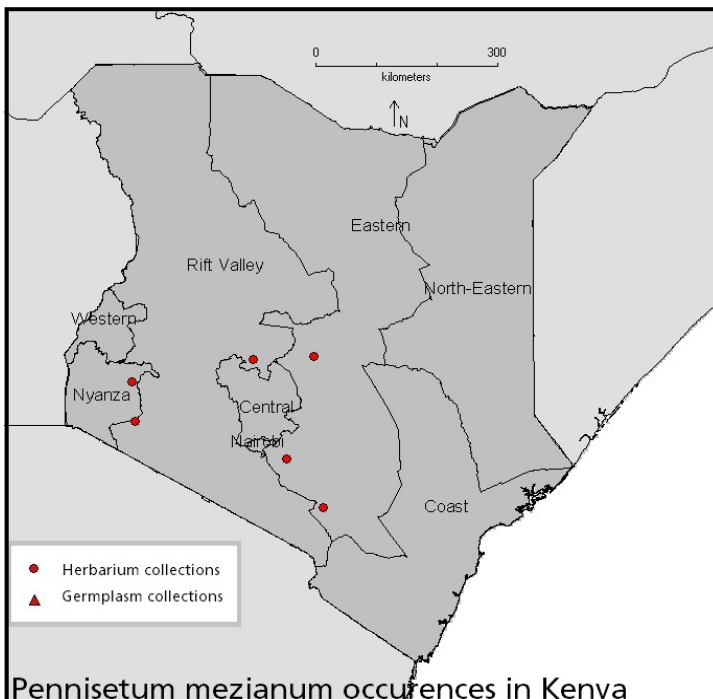 0 300
kilometers
N
Eastern
Rift Valley
North-Eastern
Western
Nyanza
Central
Nairobi
Coast
Herbarium collections
Germplasm collections
Pennisetum mezianum occurences in Kenya